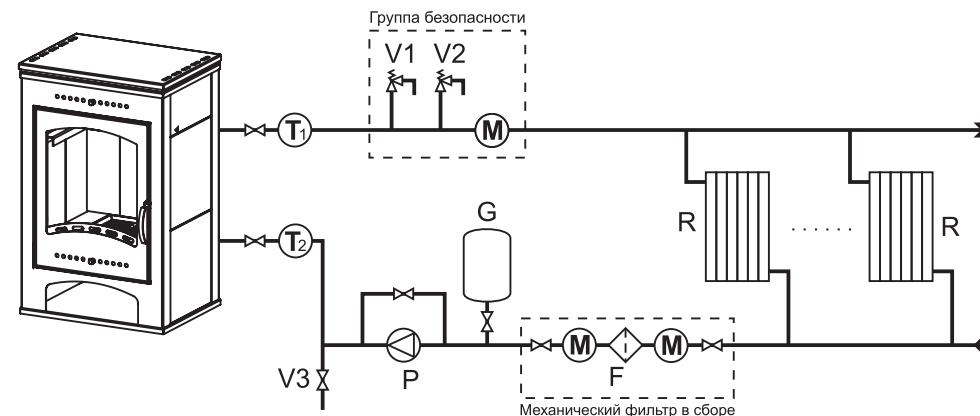 Группа безопасности
V1 V2
T1 M
T2
G
R R
M F M
P
V3
Механический фильтр в сборе